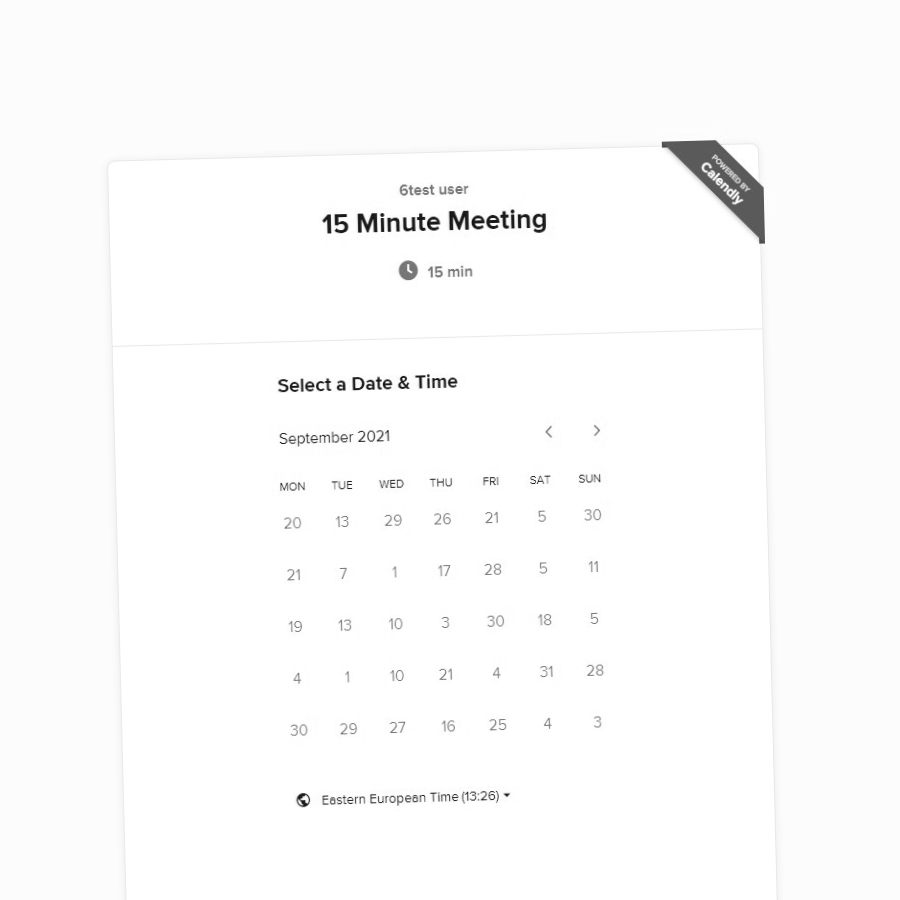 POWERED BY
Calendly
6test user
15 Minute Meeting
15 min
Select a Date & Time
September 2021
MON TUE WED THU FRI SAT SUN
20 13 29 26 21 5 30
21 7 1 17 28 5 11
19 13 10 3 30 18 5
4 1 10 21 4 31 28
30 29 27 16 25 4 3
Eastern European Time (13:26)